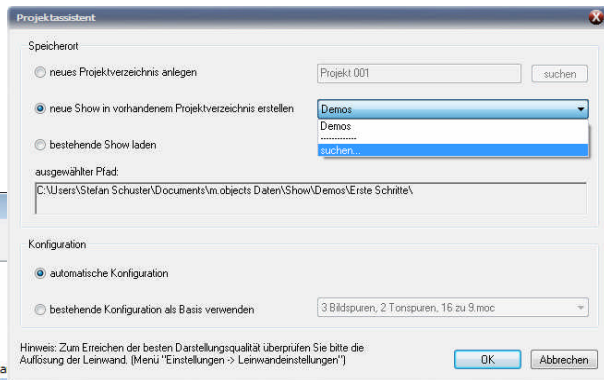 Projektassistent
Speicherort
neues Projektverzeichnis anlegen
Projekt 001
suchen
neue Show in vorhandenem Projektverzeichnis erstellen
Demos
Demos
-------------
suchen...
bestehende Show laden
ausgewählter Pfad:
C:\Users\Stefan Schuster\Documents\m.objects Daten\Show\Demos\Erste Schritte\
Konfiguration
automatische Konfiguration
bestehende Konfiguration als Basis verwenden
3 Bildspuren, 2 Tonspuren, 16 zu 9.moc
Hinweis: Zum Erreichen der besten Darstellungsqualität überprüfen Sie bitte die
Auflösung der Leinwand. (Menü "Einstellungen -> Leinwandeinstellungen")
OK
Abbrechen